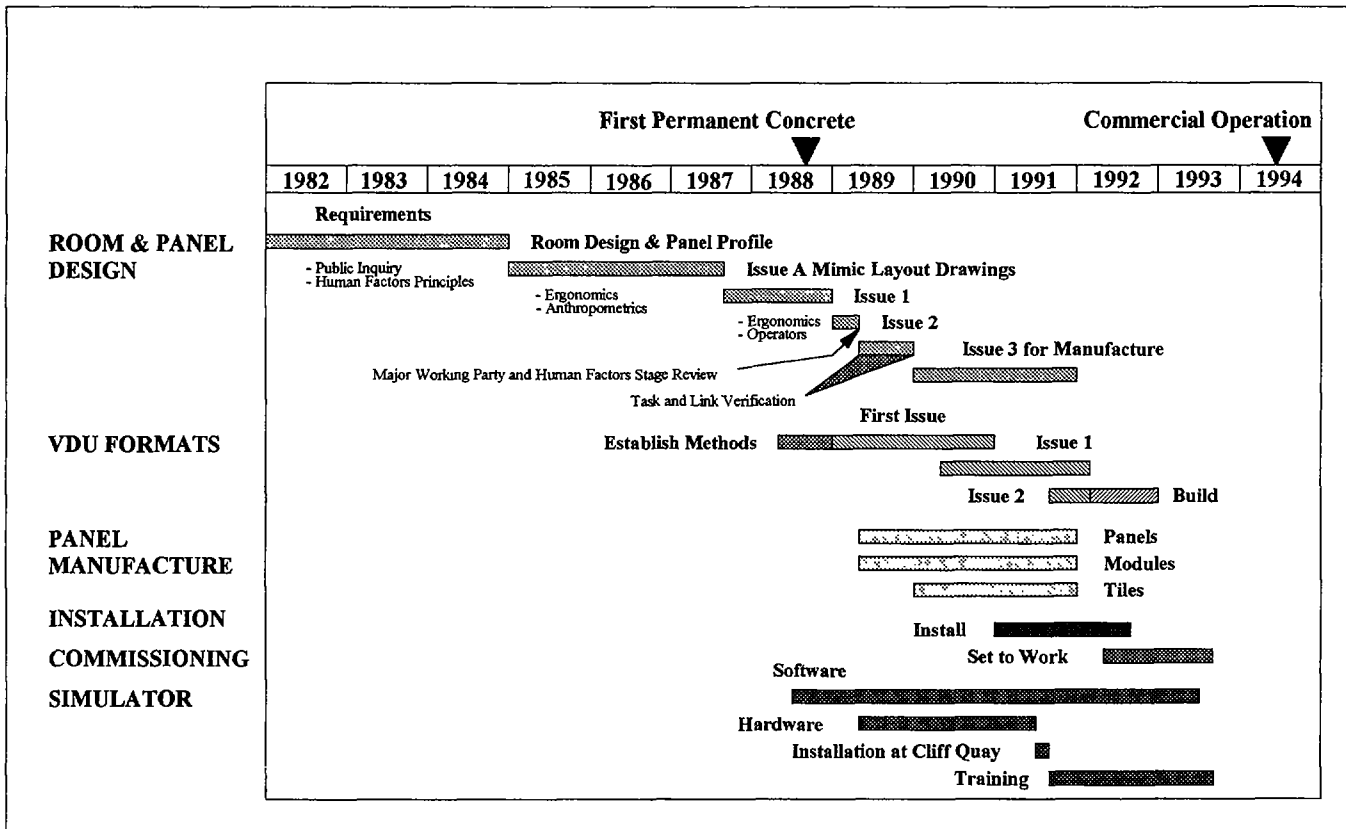 First Permanent Concrete Commercial Operation
1982 1983 1984 1985 1986 1987 1988 1989 1990 1991 1992 1993 1994
Requirements
ROOM & PANEL
DESIGN
Room Design & Panel Profile
- Public Inquiry
- Human Factors Principles
Issue A Mimic Layout Drawings
- Ergonomics
- Anthropometrics
Issue 1
- Ergonomics
- Operators
Issue 2
Issue 3 for Manufacture
Major Working Party and Human Factors Stage Review
Task and Link Verification
First Issue
VDU FORMATS
Establish Methods
Issue 1
Issue 2
Build
PANEL
MANUFACTURE
Panels
Modules
Tiles
INSTALLATION
Install
COMMISSIONING
Set to Work
Software
SIMULATOR
Hardware
Installation at Cliff Quay
Training